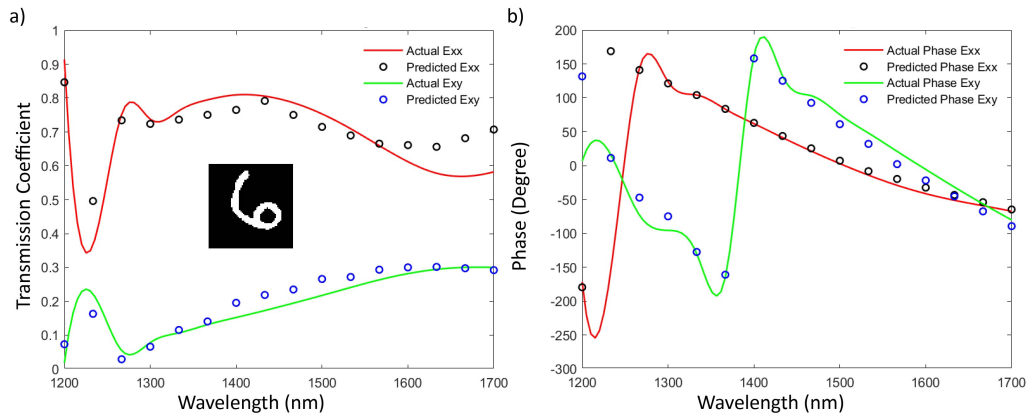 a)
Transmission Coefficient
1
0.9
0.8
0.7
0.6
0.5
0.4
0.3
0.2
0.1
0
1200 1300 1400 1500 1600 1700
Wavelength (nm)
Actual Exx
Predicted Exx
Actual Exy
Predicted Exy
6
b)
Phase (Degree)
200
150
100
50
0
-50
-100
-150
-200
-250
-300
1200 1300 1400 1500 1600 1700
Wavelength (nm)
Actual Phase Exx
Predicted Phase Exx
Actual Phase Exy
Predicted Phase Exy